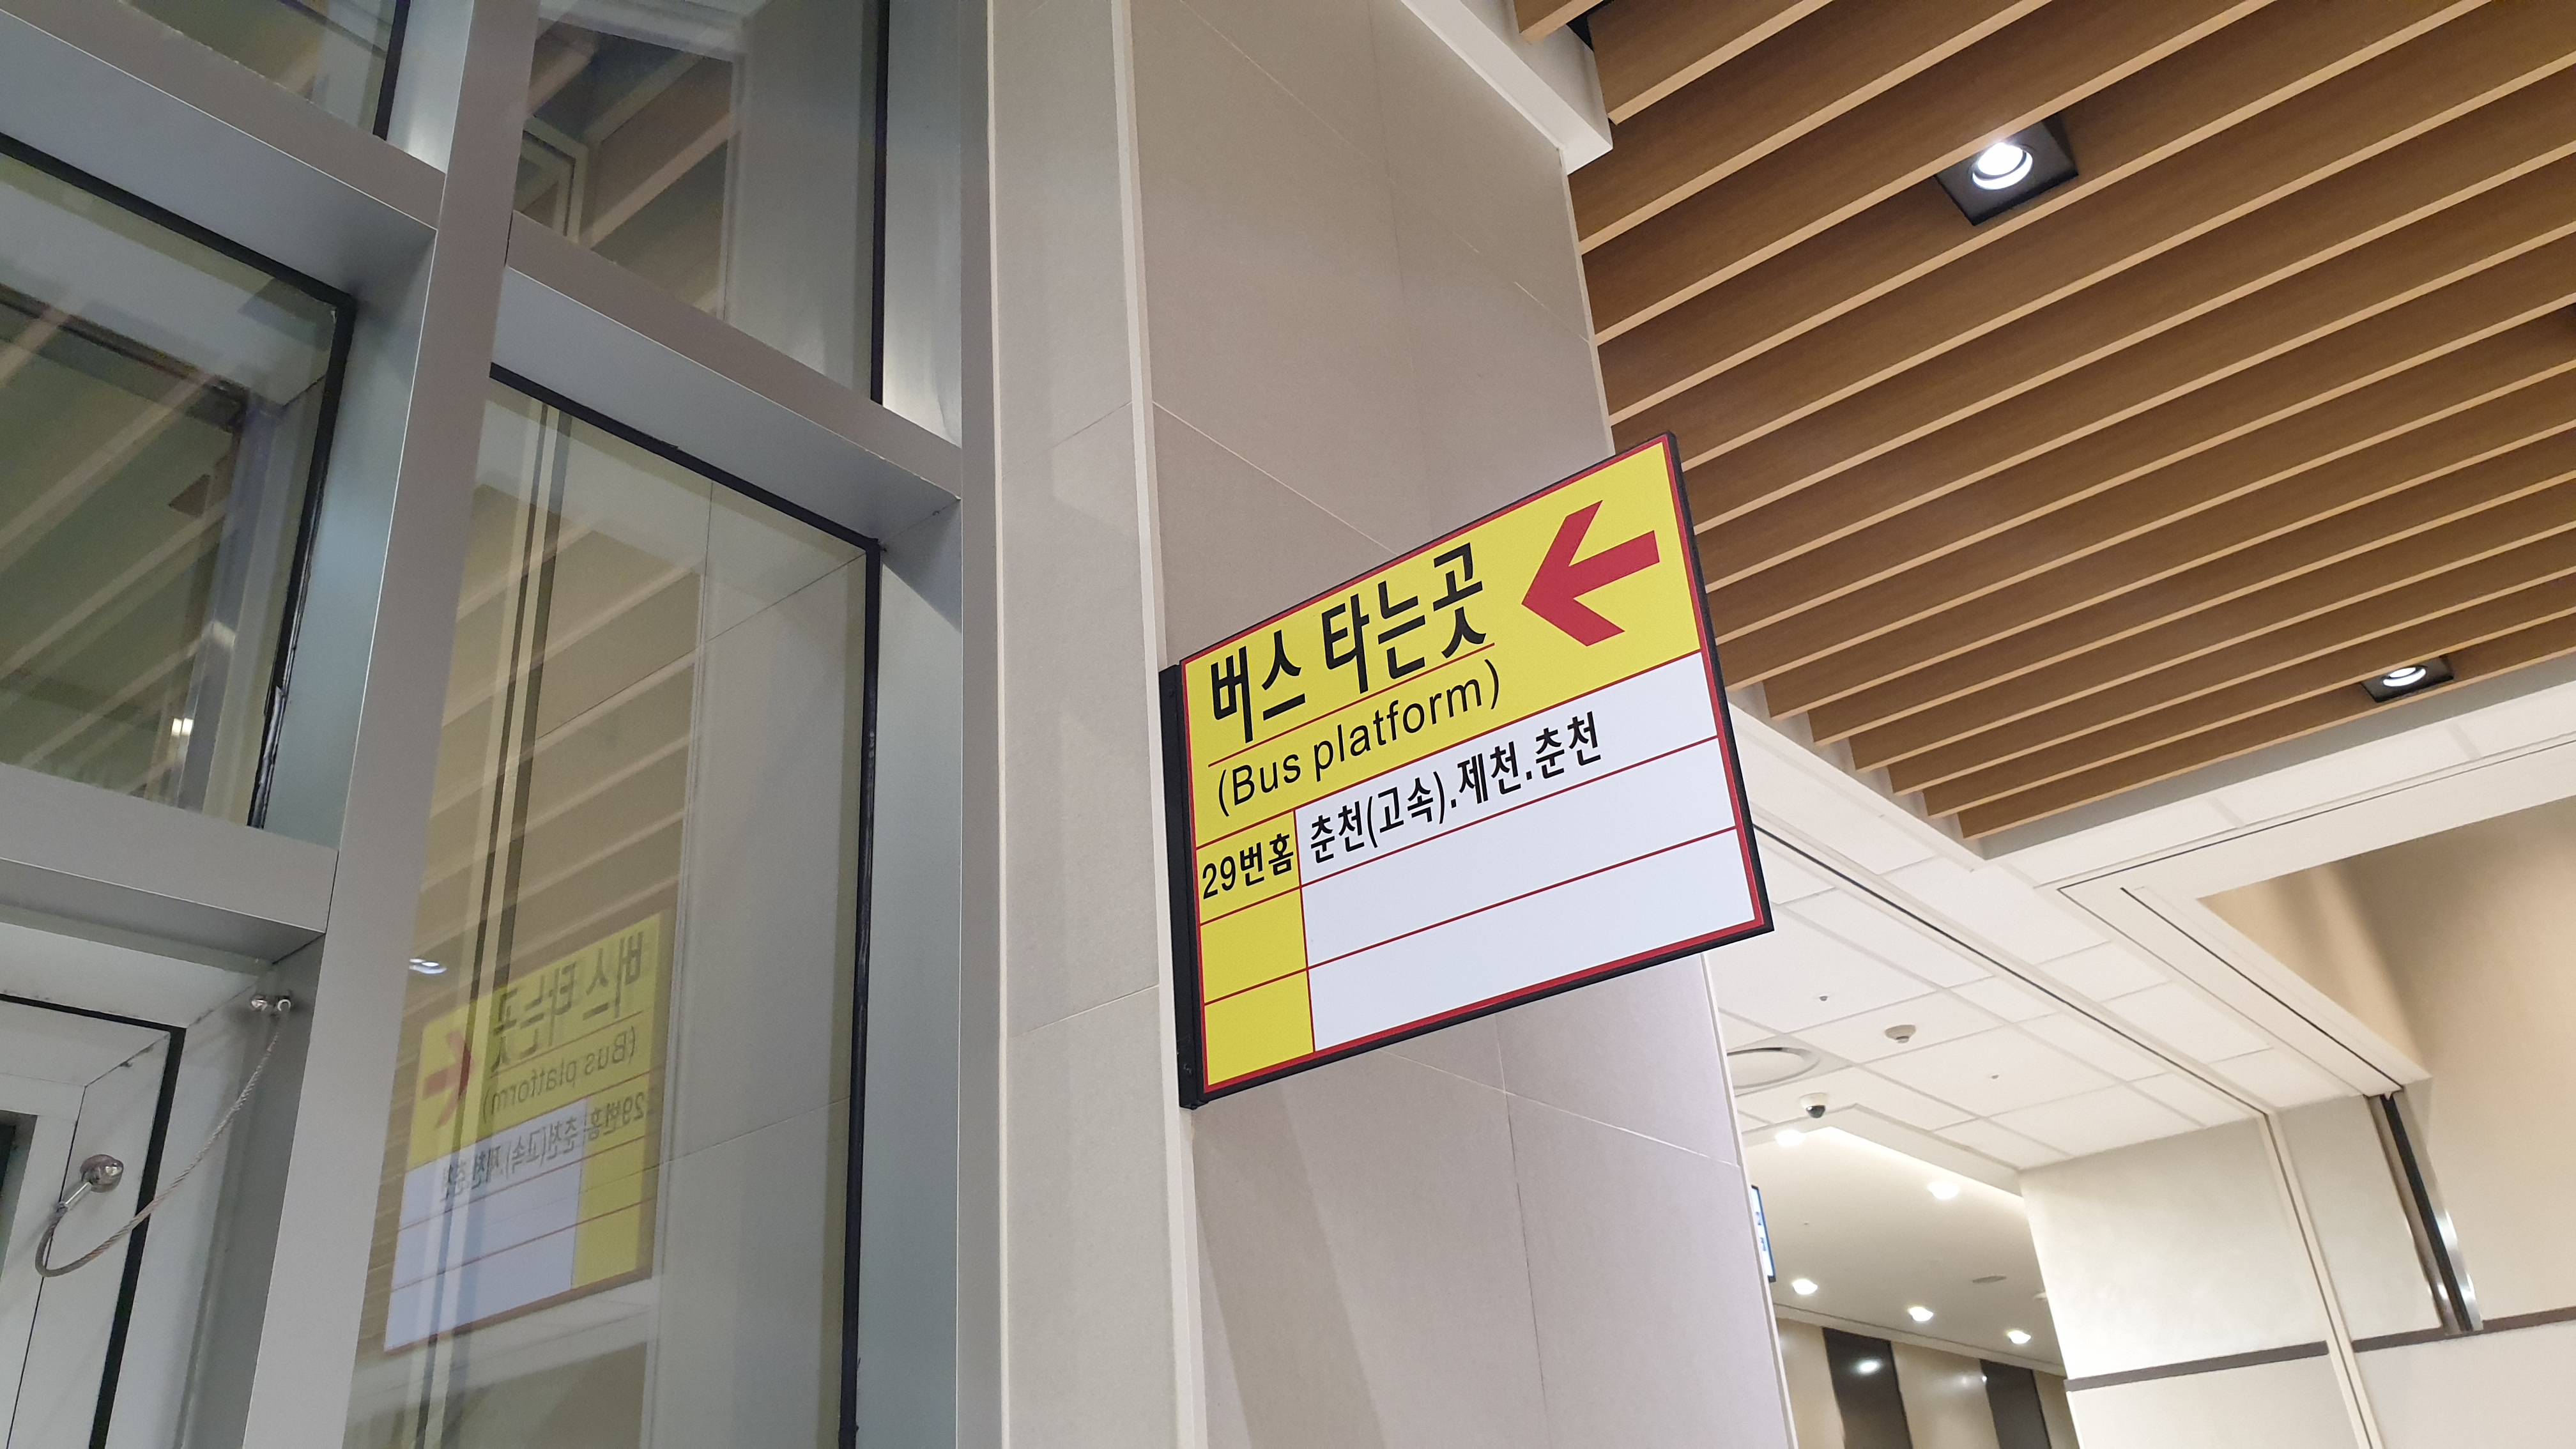 버스 타는곳
(Bus platform)
29번홈 춘천(고속).제천.춘천